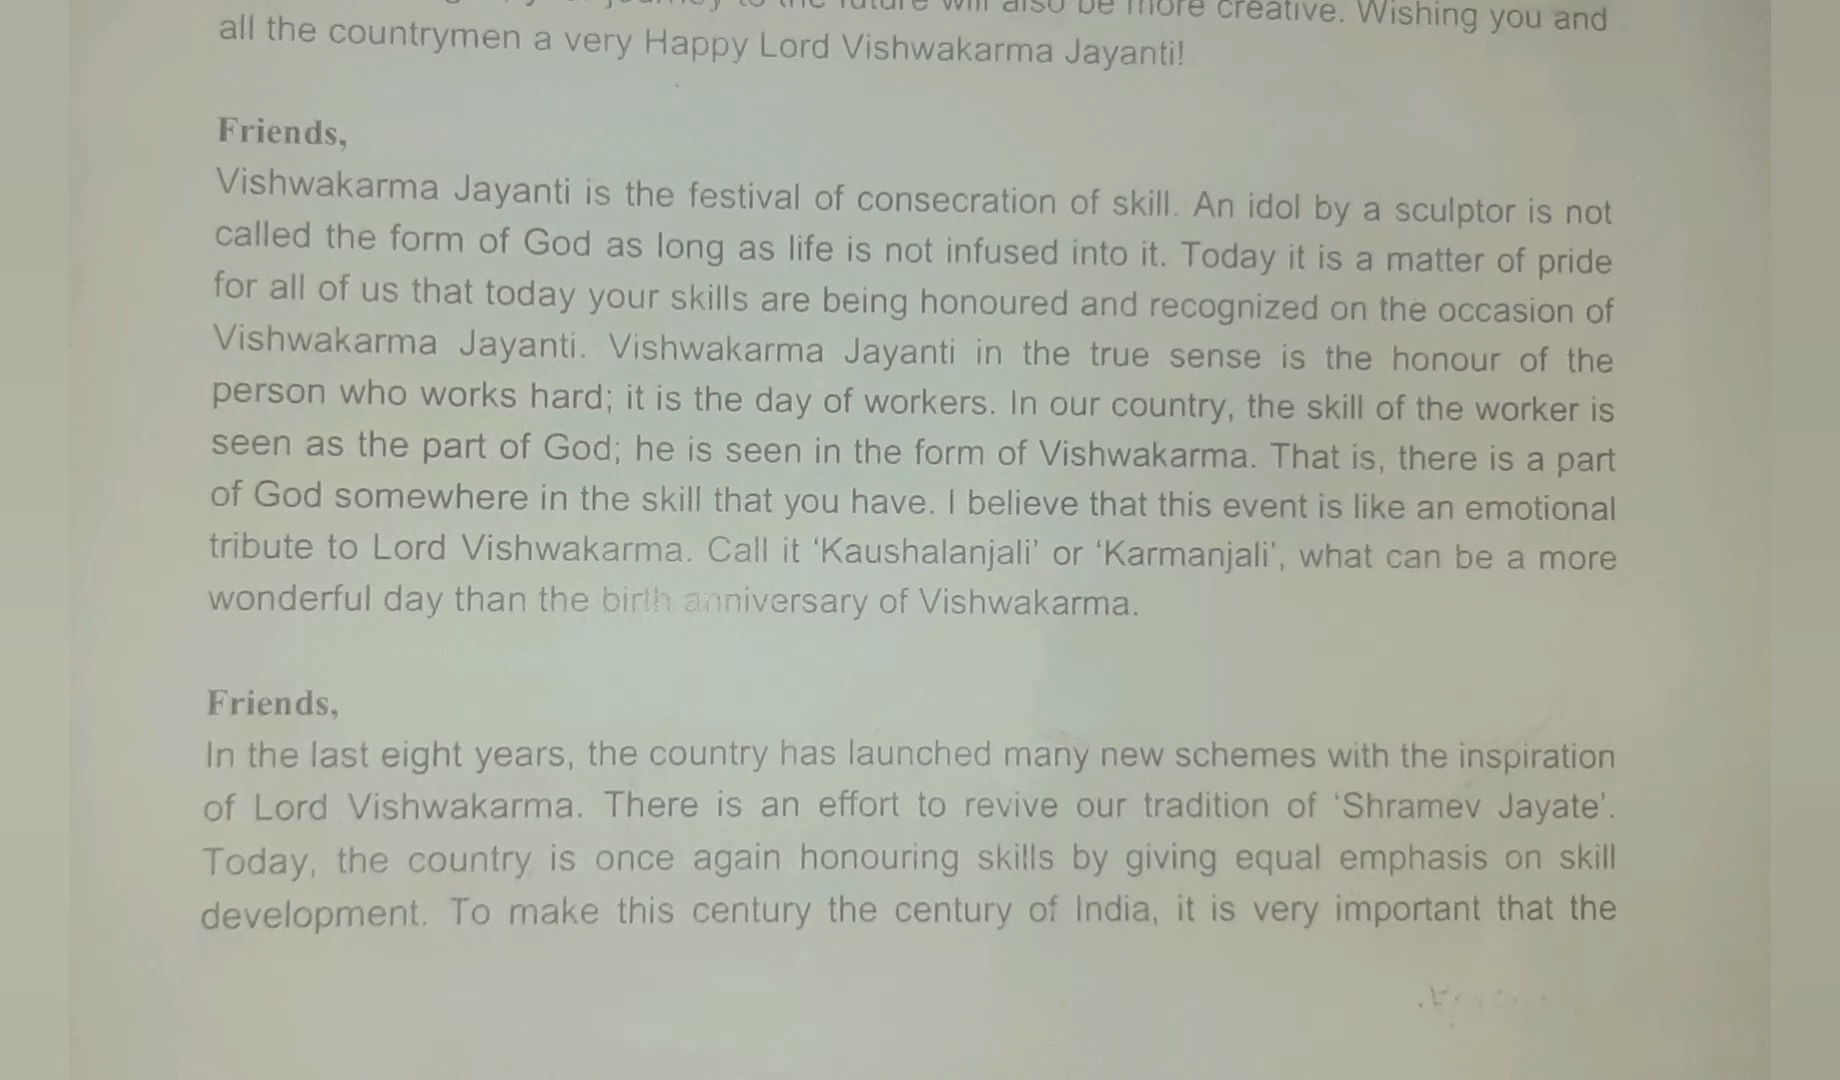 will also be more creative. Wishing you and
all the countrymen a very Happy Lord Vishwakarma Jayanti!
Friends,
Vishwakarma Jayanti is the festival of consecration of skill. An idol by a sculptor is not
called the form of God as long as life is not infused into it. Today it is a matter of pride
for all of us that today your skills are being honoured and recognized on the occasion of
Vishwakarma Jayanti. Vishwakarma Jayanti in the true sense is the honour of the
person who works hard; it is the day of workers. In our country, the skill of the worker is
seen as the part of God; he is seen in the form of Vishwakarma. That is, there is a part
of God somewhere in the skill that you have. I believe that this event is like an emotional
tribute to Lord Vishwakarma. Call it ‘Kaushalanjali’ or ‘Karmanjali’, what can be a more
wonderful day than the birth anniversary of Vishwakarma.
Friends,
In the last eight years, the country has launched many new schemes with the inspiration
of Lord Vishwakarma. There is an effort to revive our tradition of ‘Shramev Jayate’.
Today, the country is once again honouring skills by giving equal emphasis on skill
development. To make this century the century of India, it is very important that the